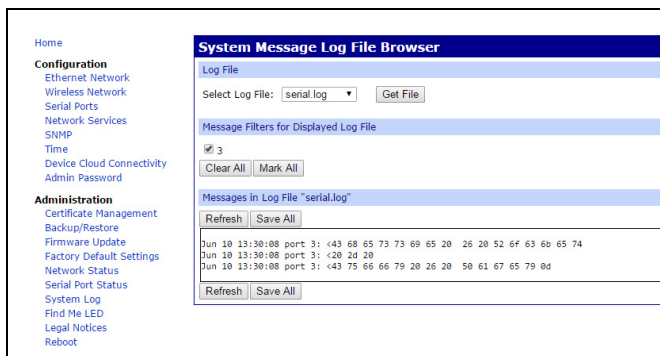 Home
Configuration
Ethernet Network
Wireless Network
Serial Ports
Network Services
SNMP
Time
Device Cloud Connectivity
Admin Password
Administration
Certificate Management
Backup/Restore
Firmware Update
Factory Default Settings
Network Status
Serial Port Status
System Log
Find Me LED
Legal Notices
Reboot
System Message Log File Browser
Log File
Select Log File: serial.log Get File
Message Filters for Displayed Log File
3
Clear All Mark All
Messages in Log File "serial.log"
Refresh Save All
Jun 10 13:30:08 port 3: <43 68 65 73 73 69 65 20 26 20 52 6f 63 6b 65 74
Jun 10 13:30:08 port 3: <20 2d 20
Jun 10 13:30:08 port 3: <43 75 66 66 79 20 26 20 50 61 67 65 79 0d
Refresh Save All